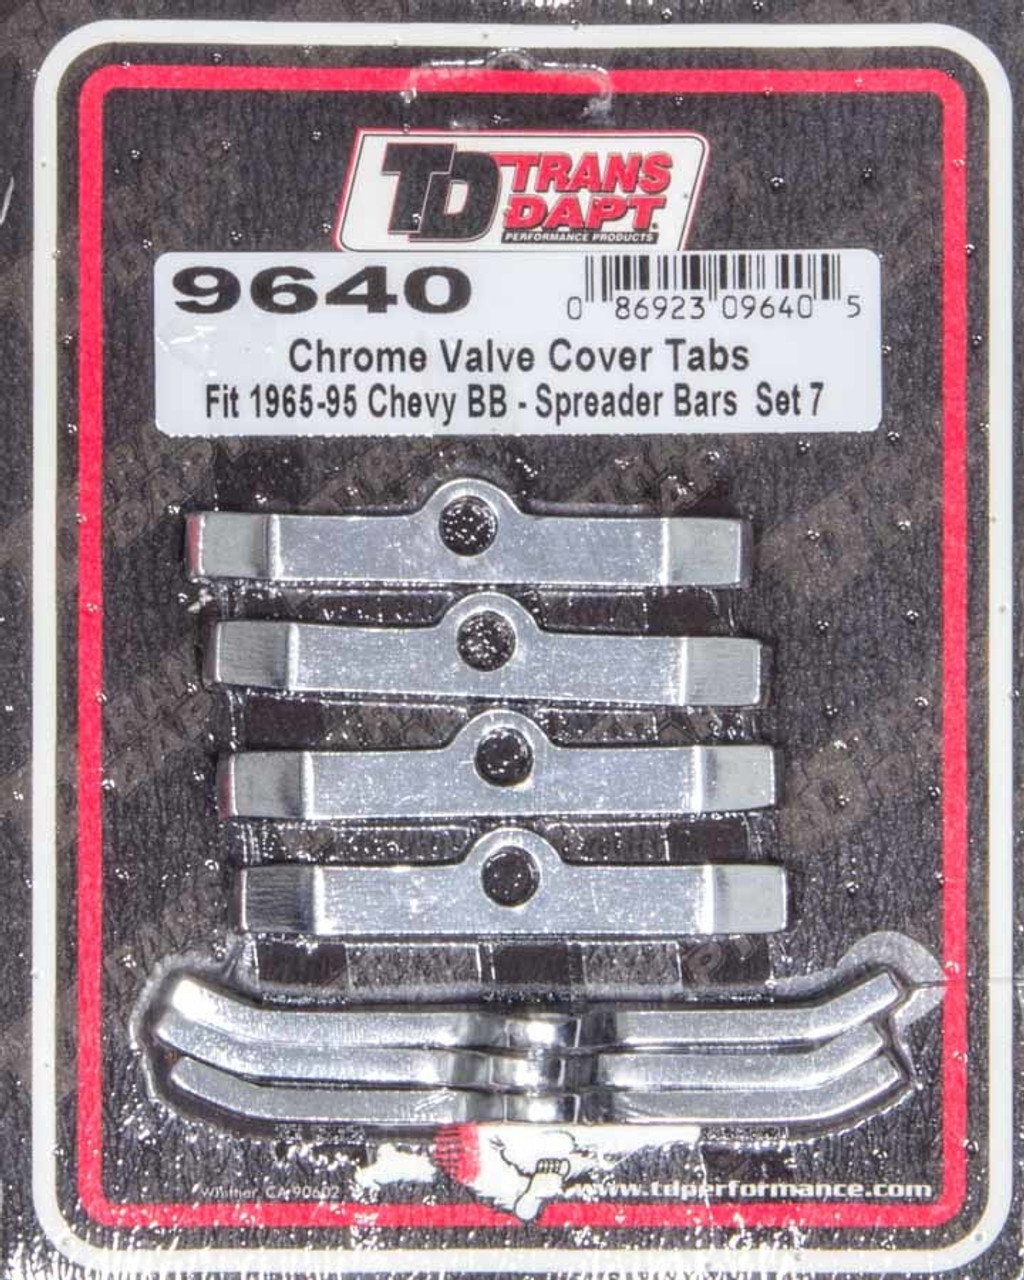 TD TRANS
DAPT
PERFORMANCE PRODUCTS
9640
0 86923 09640 5
Chrome Valve Cover Tabs
Fit 1965-95 Chevy BB - Spreader Bars Set 7
Whittier, CA 90602
www.tdperformance.com